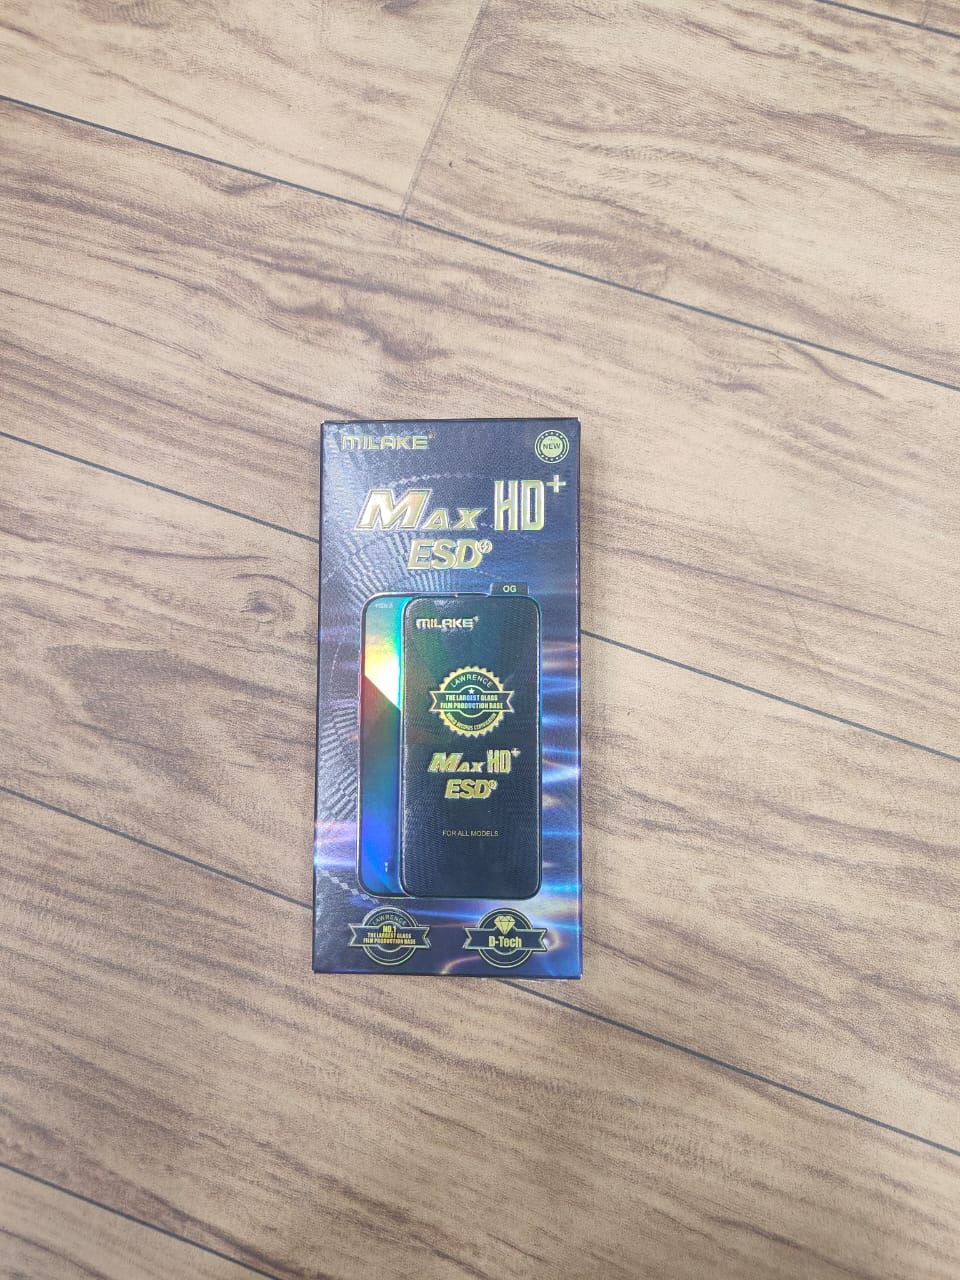 MILAKE
NEW
MAX HD+
ESD
OG
MILAKE
LAWRENCE
THE LARGEST GLASS
FILM PRODUCTION BASE
MAX HD+
ESD
FOR ALL MODELS
LAWRENCE
NO.1
THE LARGEST GLASS
FILM PRODUCTION BASE
D-Tech